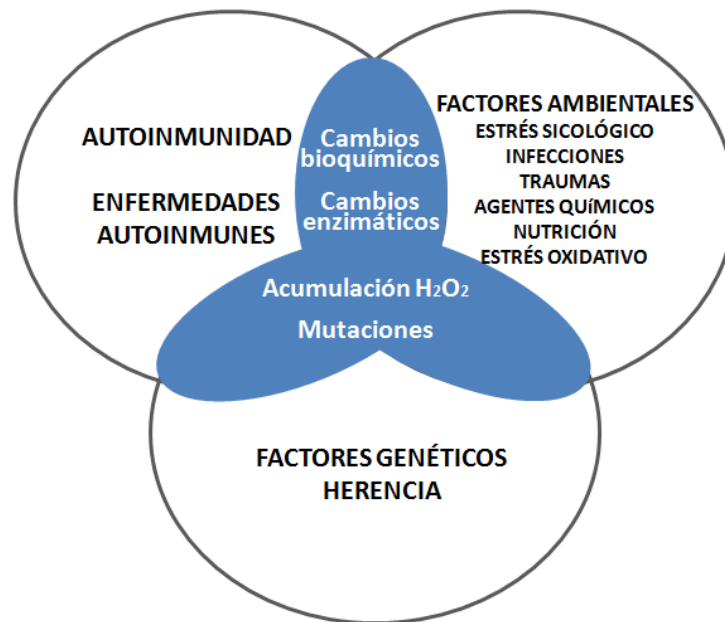 AUTOINMUNIDAD
ENFERMEDADES
AUTOINMUNES
Cambios
bioquímicos
Cambios
enzimáticos
FACTORES AMBIENTALES
ESTRÉS SICOLÓGICO
INFECCIONES
TRAUMAS
AGENTES QUÍMICOS
NUTRICIÓN
ESTRÉS OXIDATIVO
Acumulación H₂O₂
Mutaciones
FACTORES GENÉTICOS
HERENCIA